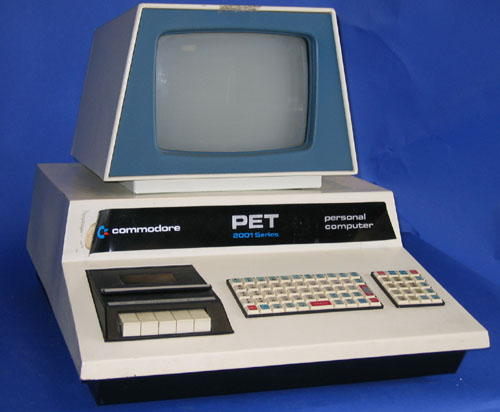 commodore
PET
2001 Series
personal
computer